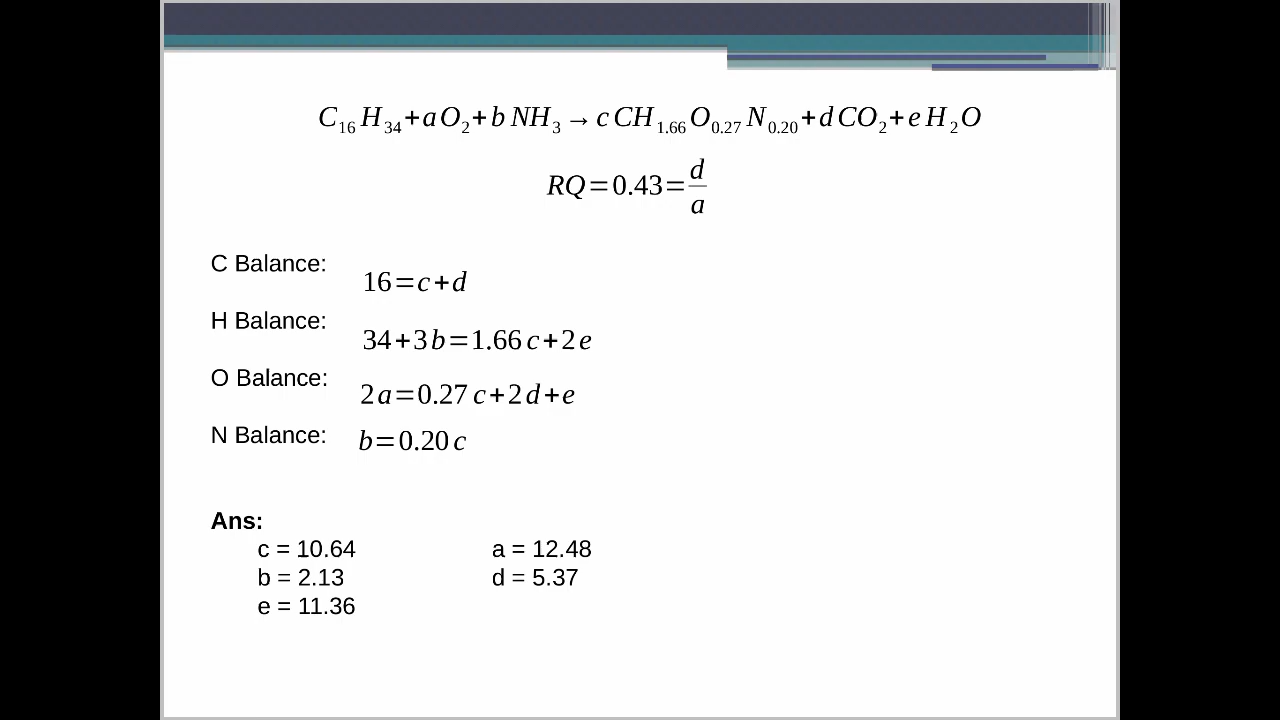 C₁₆H₃₄+aO₂+bNH₃→cCH₁.₆₆O₀.₂₇N₀.₂₀+dCO₂+eH₂O
RQ=0.43=d/a
C Balance: 16=c+d
H Balance: 34+3b=1.66c+2e
O Balance: 2a=0.27c+2d+e
N Balance: b=0.20c
Ans:
c = 10.64 a = 12.48
b = 2.13 d = 5.37
e = 11.36